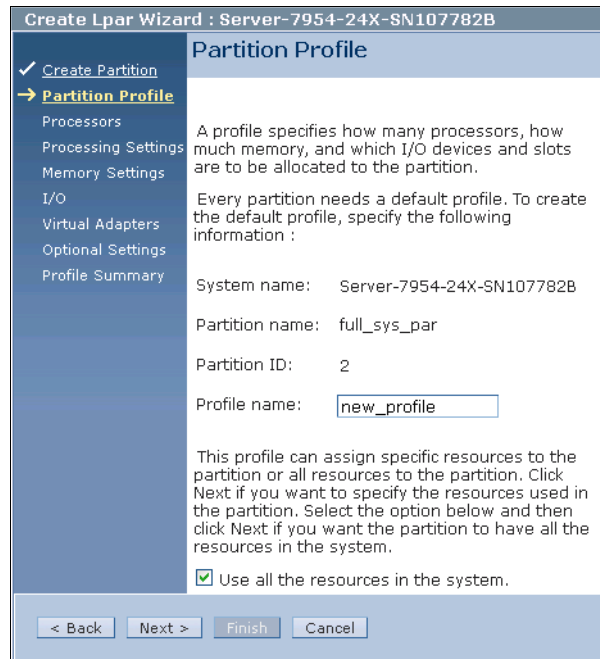 Create Lpar Wizard : Server-7954-24X-SN107782B
Create Partition
Partition Profile
Processors
Processing Settings
Memory Settings
I/O
Virtual Adapters
Optional Settings
Profile Summary
Partition Profile
A profile specifies how many processors, how
much memory, and which I/O devices and slots
are to be allocated to the partition.
Every partition needs a default profile. To create
the default profile, specify the following
information :
System name: Server-7954-24X-SN107782B
Partition name: full_sys_par
Partition ID: 2
Profile name: new_profile
This profile can assign specific resources to the
partition or all resources to the partition. Click
Next if you want to specify the resources used in
the partition. Select the option below and then
click Next if you want the partition to have all the
resources in the system.
Use all the resources in the system.
< Back Next > Finish Cancel